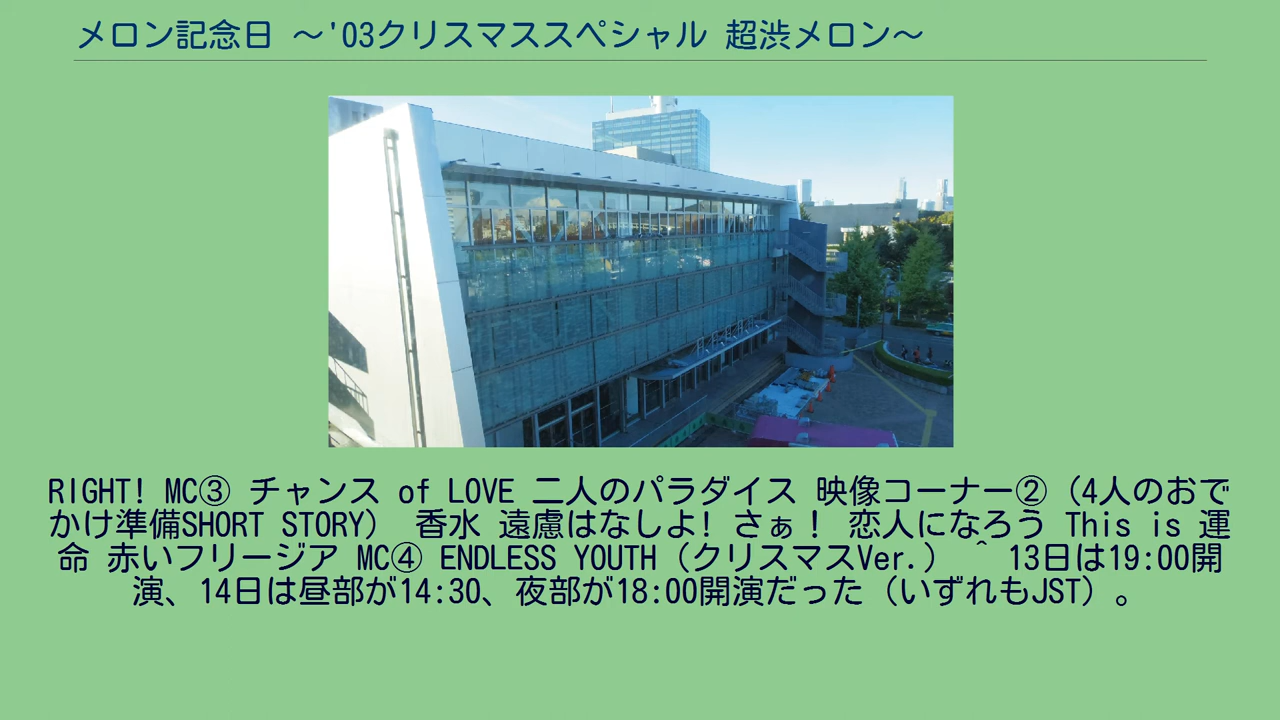 メロン記念日 ～'03クリスマススペシャル 超渋メロン～
RIGHT! MC③ チャンス of LOVE 二人のパラダイス 映像コーナー②（4人のおで
かけ準備SHORT STORY） 香水 遠慮はなしよ! さぁ！ 恋人になろう This is 運
命 赤いフリージア MC④ ENDLESS YOUTH（クリスマスVer.） ^ 13日は19:00開
演、14日は昼部が14:30、夜部が18:00開演だった（いずれもJST）。